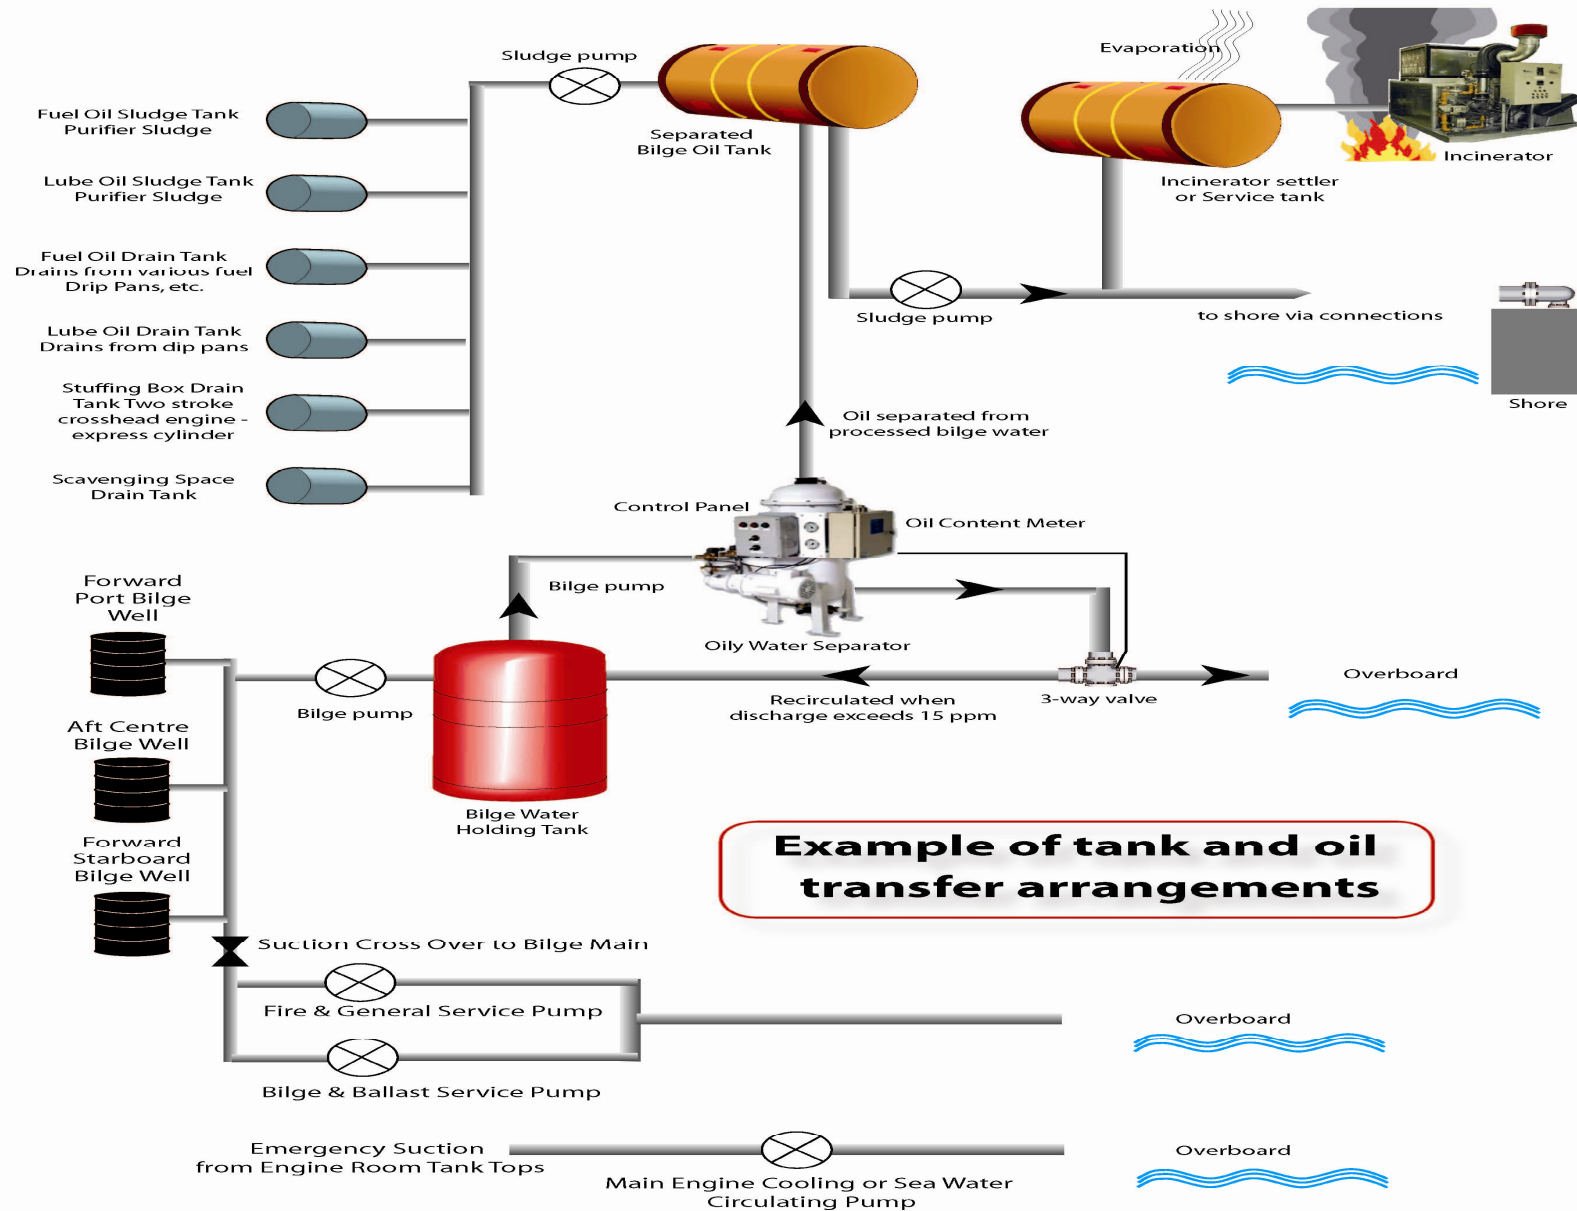 Sludge pump
Evaporation
Fuel Oil Sludge Tank
Purifier Sludge
Separated
Bilge Oil Tank
Incinerator
Lube Oil Sludge Tank
Purifier Sludge
Incinerator settler
or Service tank
Fuel Oil Drain Tank
Drains from various fuel
Drip Pans, etc.
Sludge pump
to shore via connections
Lube Oil Drain Tank
Drains from dip pans
Stuffing Box Drain
Tank Two stroke
crosshead engine -
express cylinder
Shore
Oil separated from
processed bilge water
Scavenging Space
Drain Tank
Control Panel
Oil Content Meter
Forward
Port Bilge
Well
Bilge pump
Oily Water Separator
Overboard
Bilge pump
Recirculated when
discharge exceeds 15 ppm
3-way valve
Aft Centre
Bilge Well
Bilge Water
Holding Tank
Forward
Starboard
Bilge Well
Example of tank and oil
transfer arrangements
Suction Cross Over to Bilge Main
Fire & General Service Pump
Overboard
Bilge & Ballast Service Pump
Emergency Suction
from Engine Room Tank Tops
Overboard
Main Engine Cooling or Sea Water
Circulating Pump